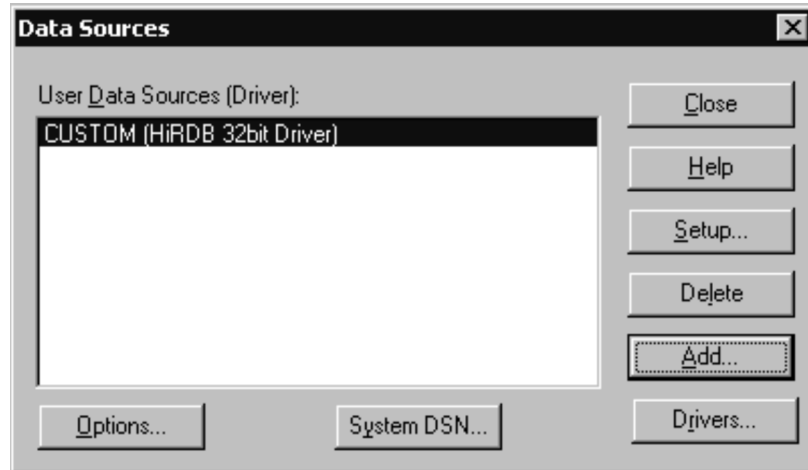 Data Sources
User Data Sources (Driver):
CUSTOM (HiRDB 32bit Driver)
Close
Help
Setup...
Delete
Add...
Options...
System DSN...
Drivers...